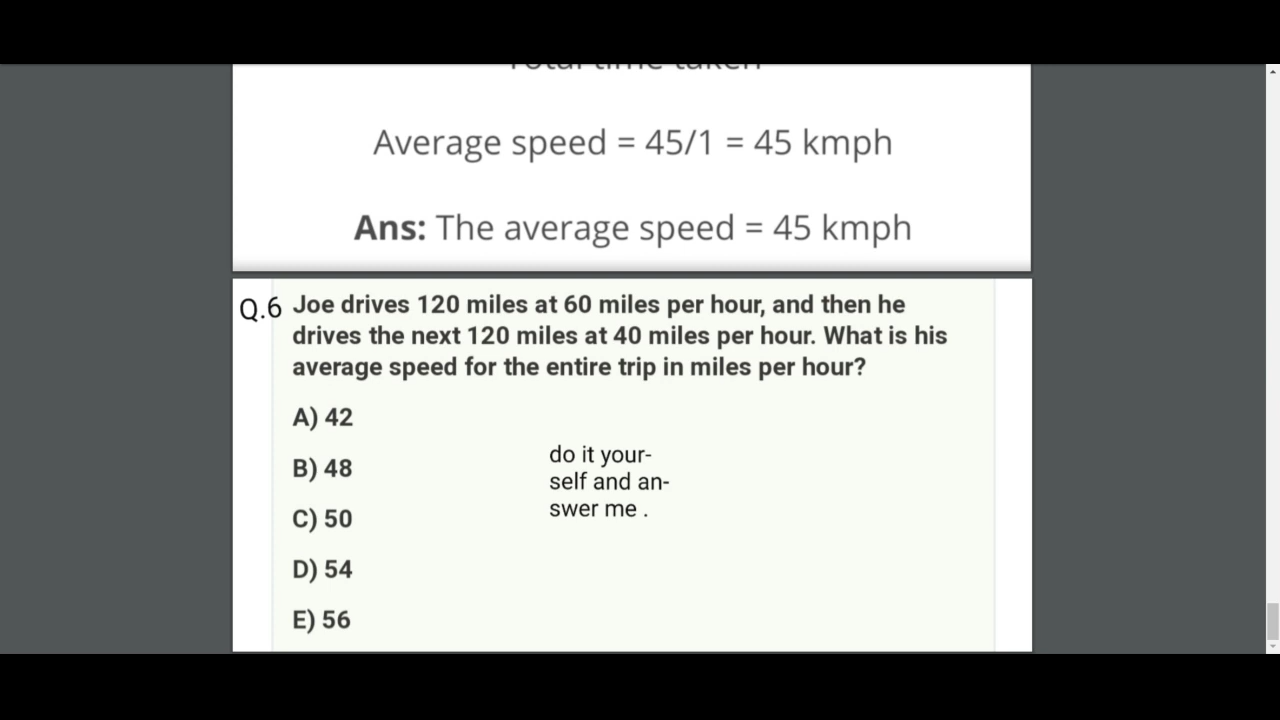 Total time taken
Average speed = 45/1 = 45 kmph
Ans: The average speed = 45 kmph
Q.6 Joe drives 120 miles at 60 miles per hour, and then he
drives the next 120 miles at 40 miles per hour. What is his
average speed for the entire trip in miles per hour?
A) 42
B) 48
C) 50
D) 54
E) 56
do it your-
self and an-
swer me .